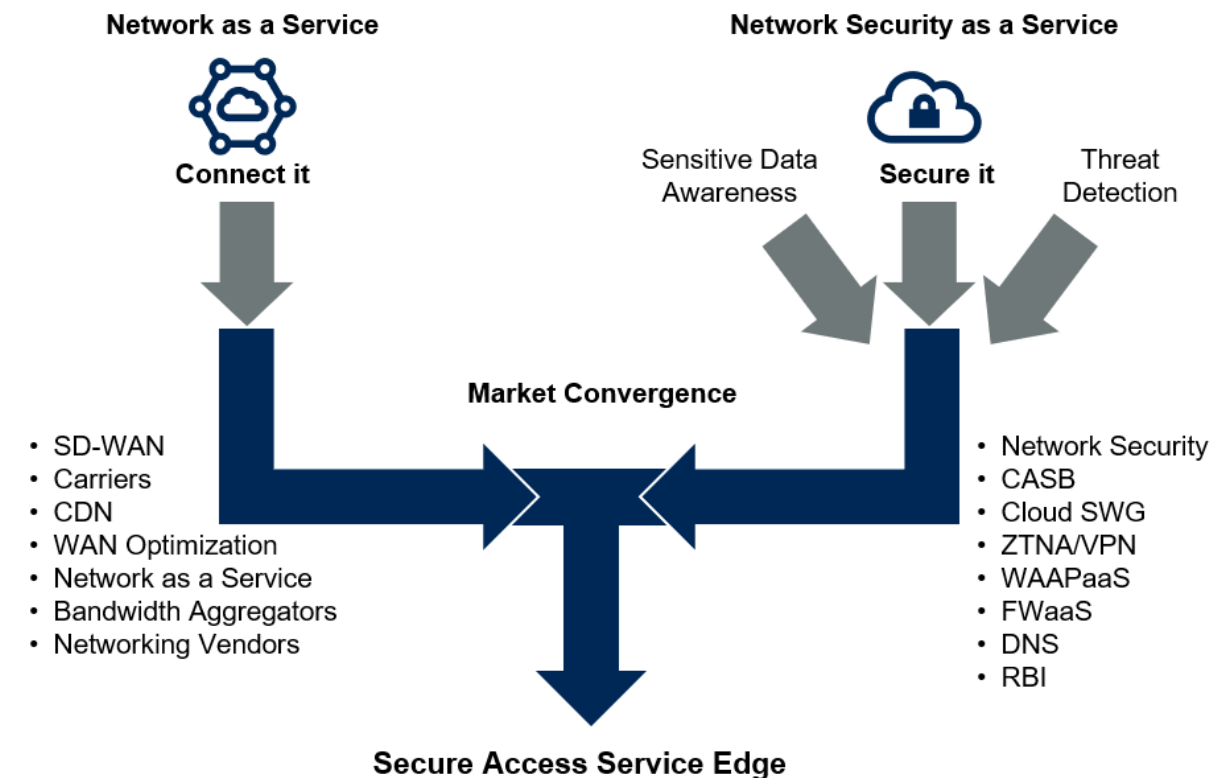 Network as a Service
Network Security as a Service
Connect it
Sensitive Data
Awareness
Secure it
Threat
Detection
Market Convergence
• SD-WAN
• Carriers
• CDN
• WAN Optimization
• Network as a Service
• Bandwidth Aggregators
• Networking Vendors
• Network Security
• CASB
• Cloud SWG
• ZTNA/VPN
• WAAPaaS
• FWaaS
• DNS
• RBI
Secure Access Service Edge